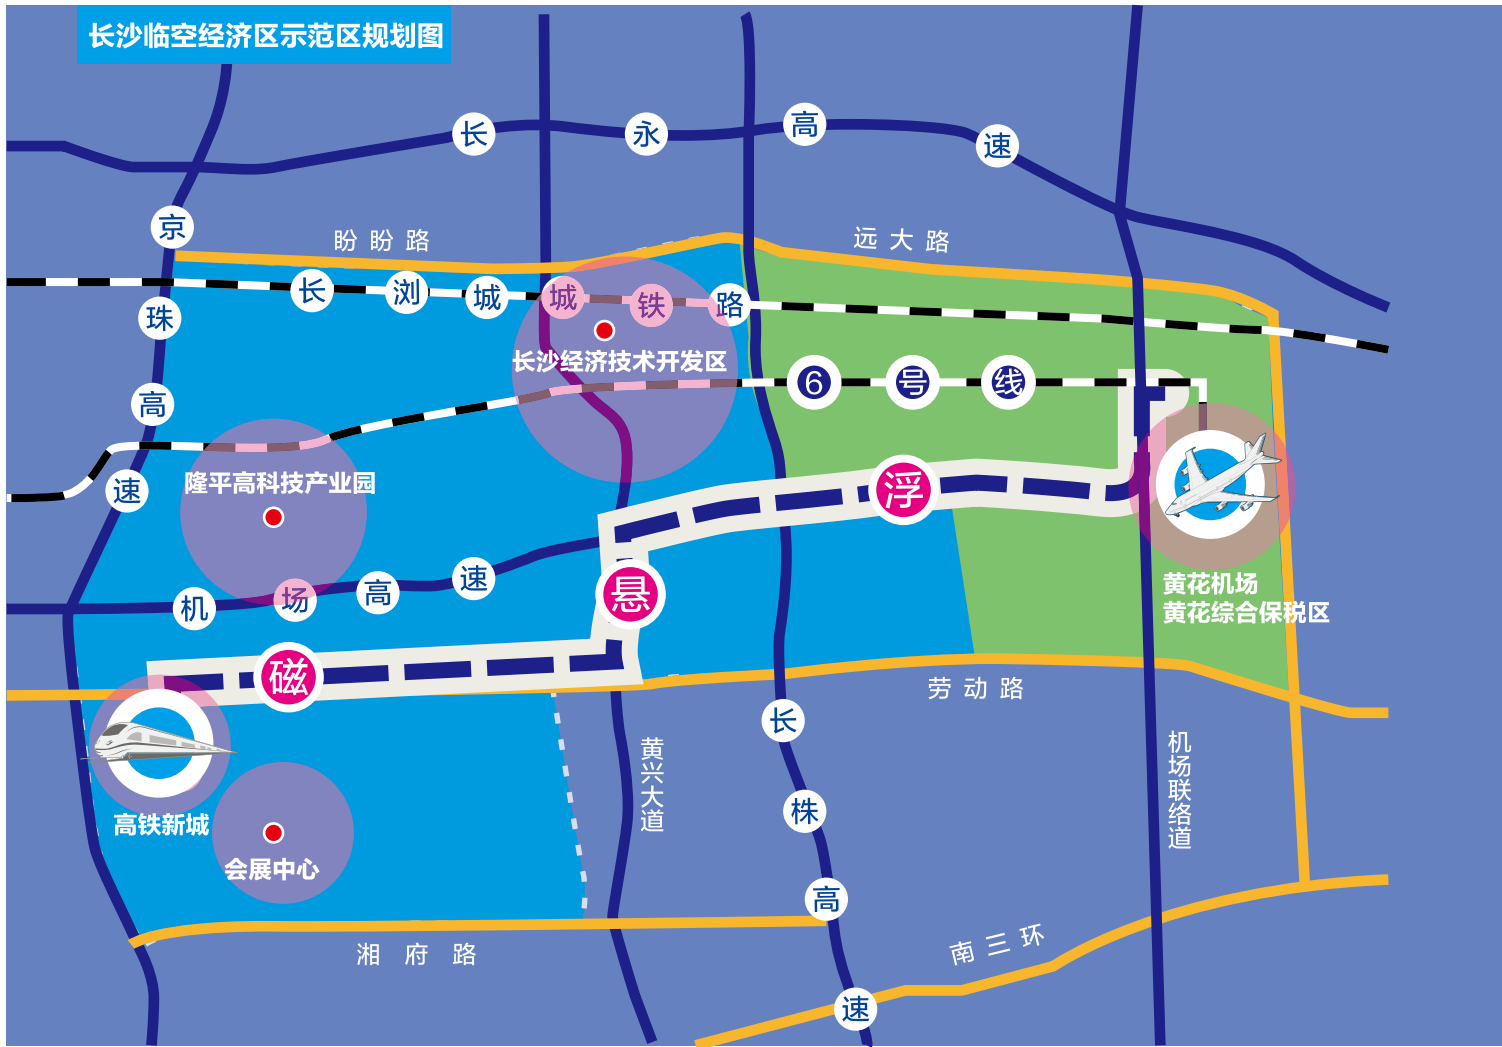 长沙临空经济区示范区规划图
长永高速
京珠高速
盼盼路
远大路
长浏城城铁路
长沙经济技术开发区
6号线
隆平高科技产业园
机场高速
磁悬浮
黄花机场
黄花综合保税区
劳动路
高铁新城
会展中心
黄兴大道
长株高速
机场联络道
湘府路
南三环